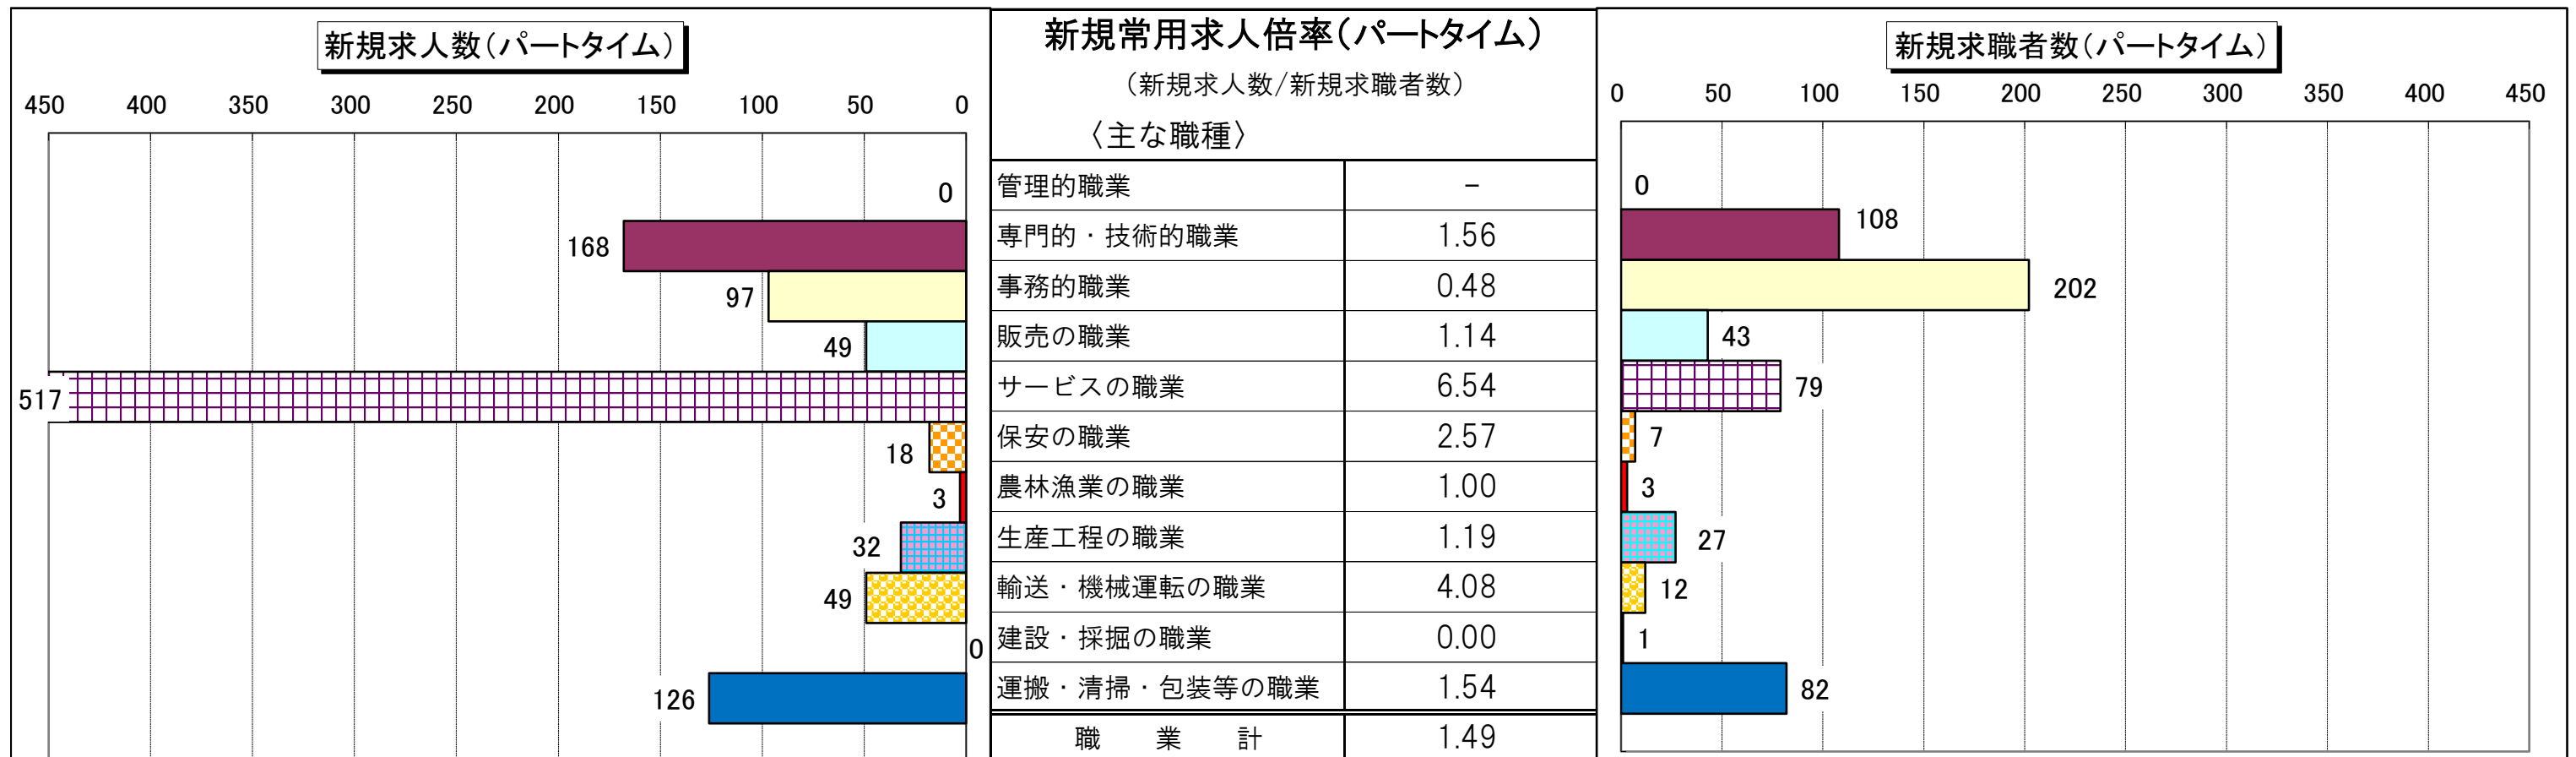 新規求人数(パートタイム)
450 400 350 300 250 200 150 100 50 0
0
168
97
49
517
18
3
32
49
0
126
新規常用求人倍率(パートタイム)
(新規求人数/新規求職者数)
〈主な職種〉
管理的職業 －
専門的・技術的職業 1.56
事務的職業 0.48
販売の職業 1.14
サービスの職業 6.54
保安の職業 2.57
農林漁業の職業 1.00
生産工程の職業 1.19
輸送・機械運転の職業 4.08
建設・採掘の職業 0.00
運搬・清掃・包装等の職業 1.54
職 業 計 1.49
新規求職者数(パートタイム)
0 50 100 150 200 250 300 350 400 450
0
108
202
43
79
7
3
27
12
1
82